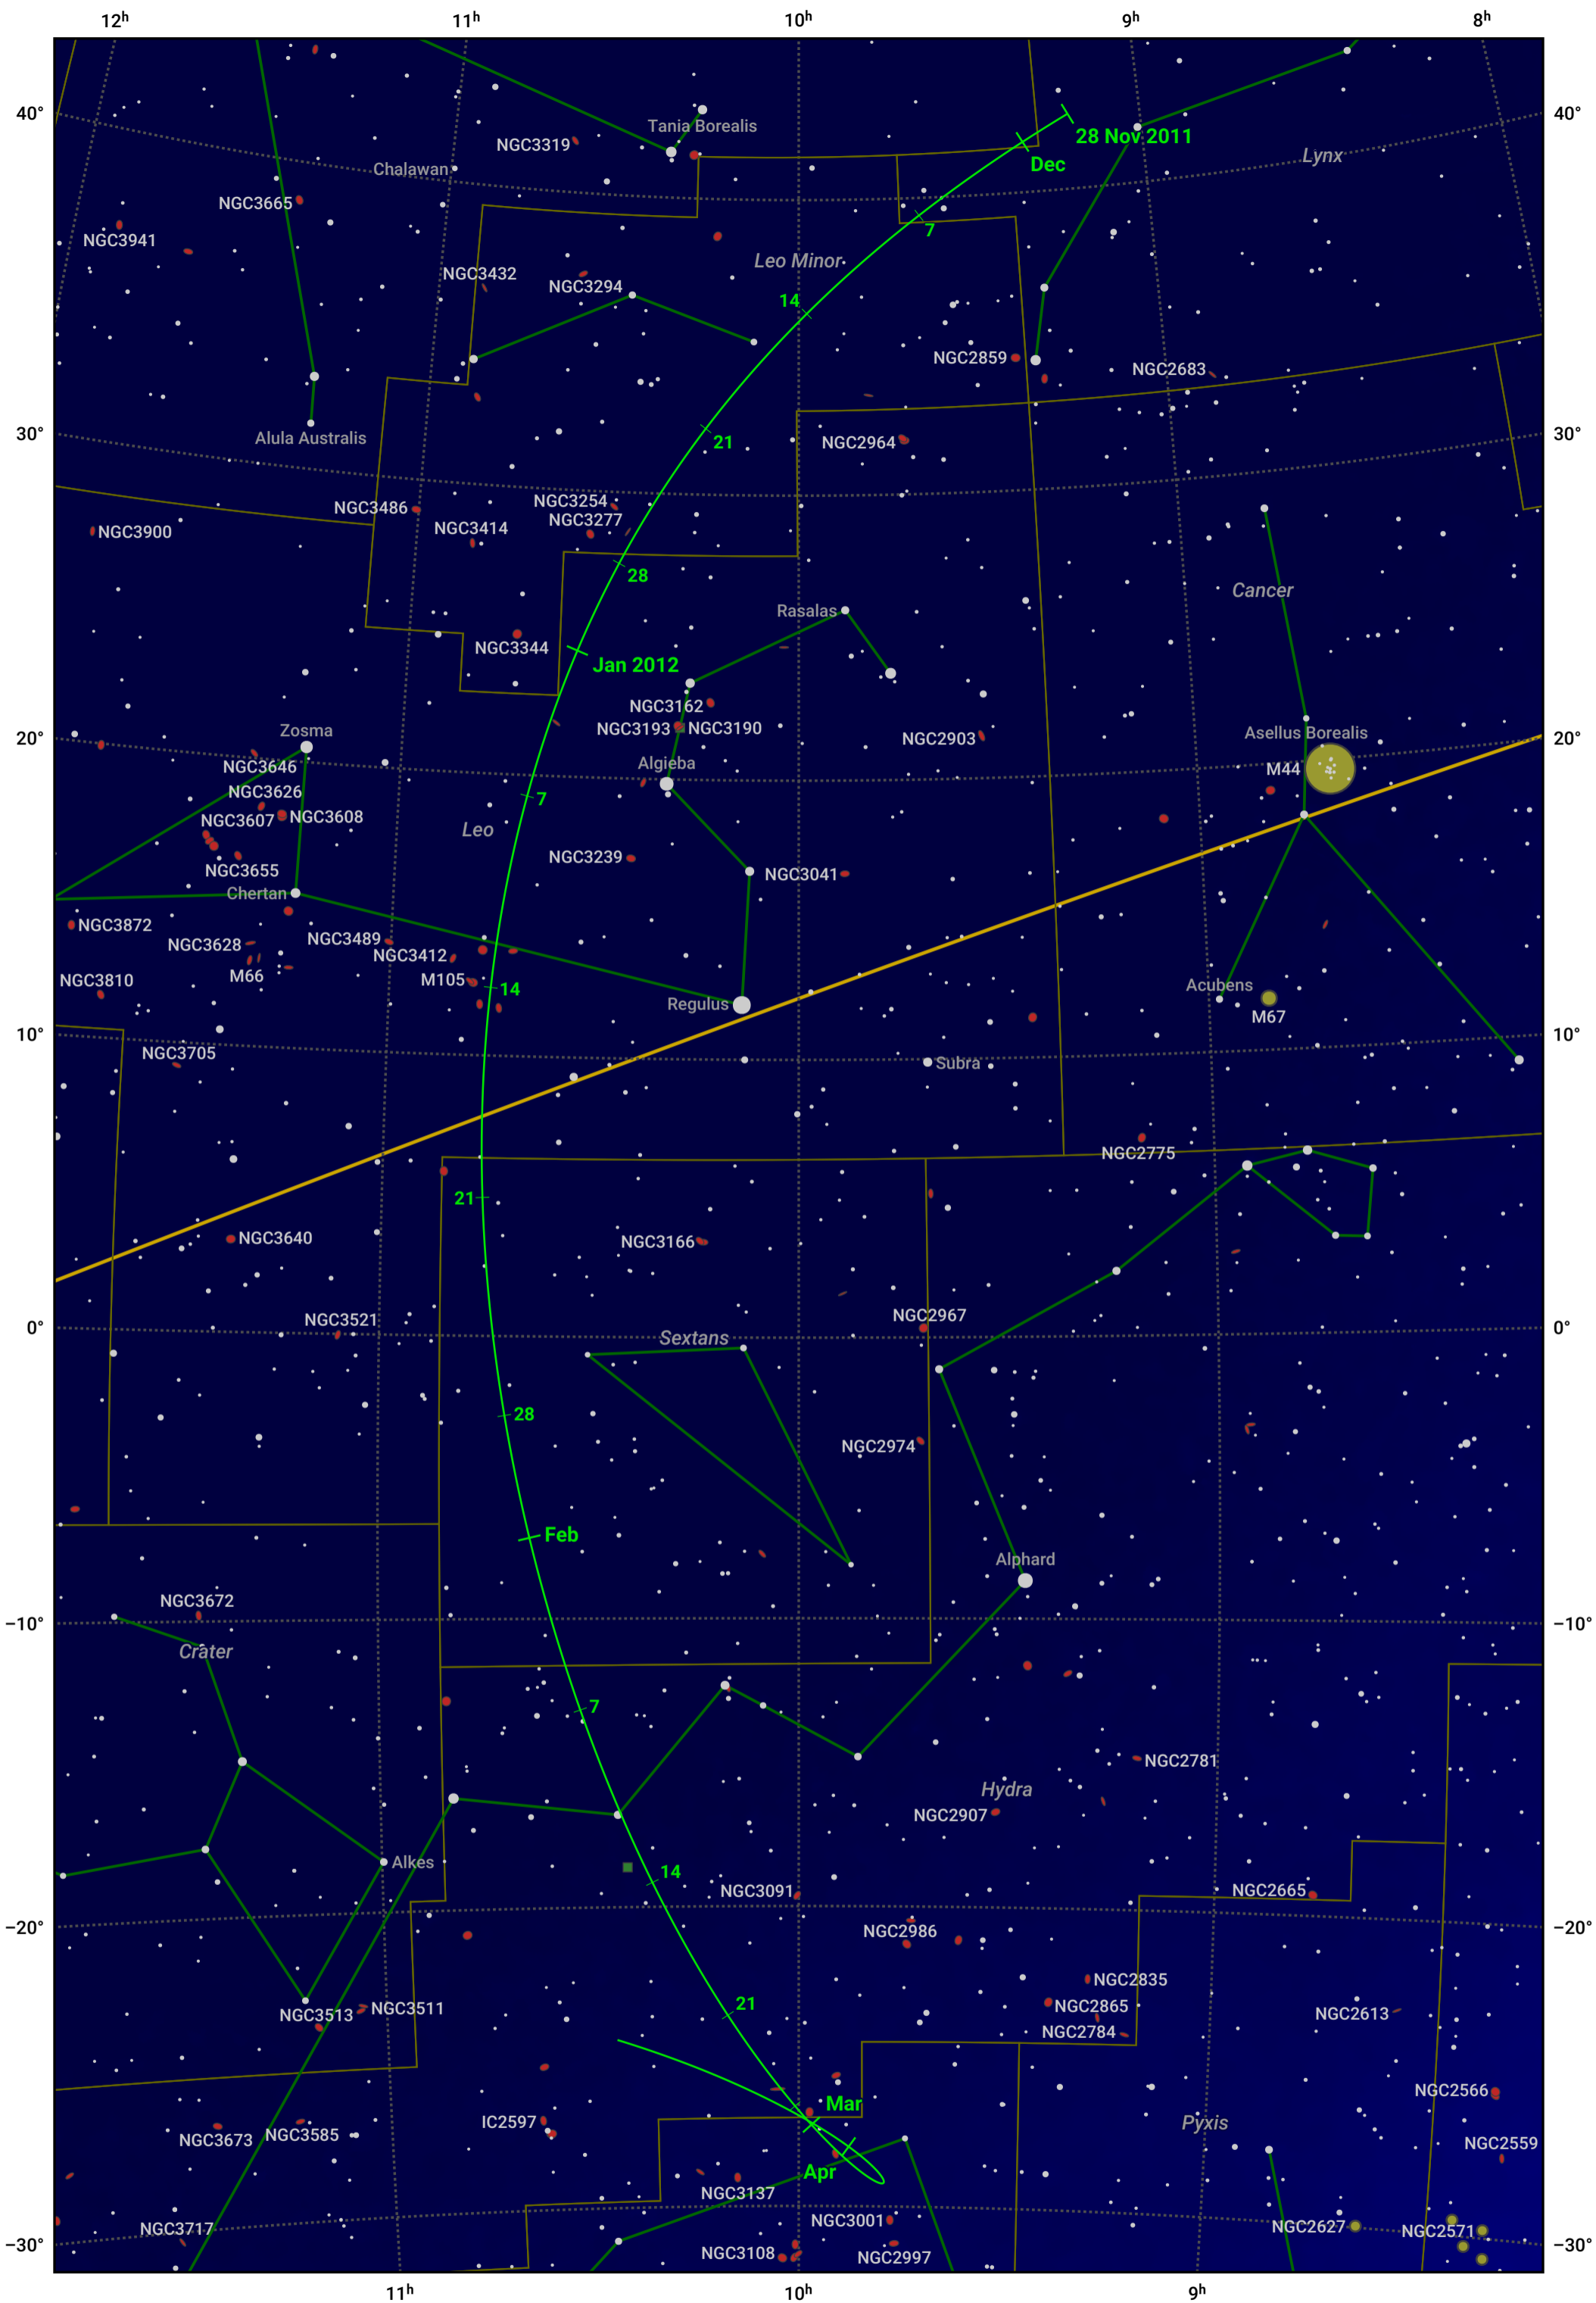 12h 11h 10h 9h 8h
40° 40°
Tania Borealis
28 Nov 2011
NGC3319
Dec
Lynx
Chalawan
NGC3665
7
NGC3941
Leo Minor
NGC3432
NGC3294
14
NGC2859
NGC2683
30° 30°
Alula Australis
21
NGC2964
NGC3486
NGC3254
NGC3277
NGC3414
NGC3900
28
Cancer
Rasalas
NGC3344
Jan 2012
NGC3162
NGC3193
NGC3190
Zosma
Asellus Borealis
20° 20°
NGC2903
Algieba
NGC3646
M44
NGC3626
7
NGC3607
NGC3608
Leo
NGC3239
NGC3655
NGC3041
Chertan
NGC3872
NGC3489
NGC3628
NGC3412
M66
M105
NGC3810
14
Acubens
Regulus
M67
10° 10°
NGC3705
Subra
NGC2775
21
NGC3640
NGC3166
NGC3521
NGC2967
0° 0°
Sextans
28
NGC2974
Feb
Alphard
NGC3672
−10° −10°
Crater
7
NGC2781
Hydra
NGC2907
Alkes
14
NGC3091
NGC2665
−20° −20°
NGC2986
NGC2835
21
NGC2865
NGC3513
NGC3511
NGC2613
NGC2784
NGC2566
Mar
IC2597
Pyxis
NGC3673
NGC3585
NGC2559
Apr
NGC3137
NGC3001
NGC3717
NGC2627
NGC2571
−30° −30°
NGC3108
NGC2997
11h 10h 9h